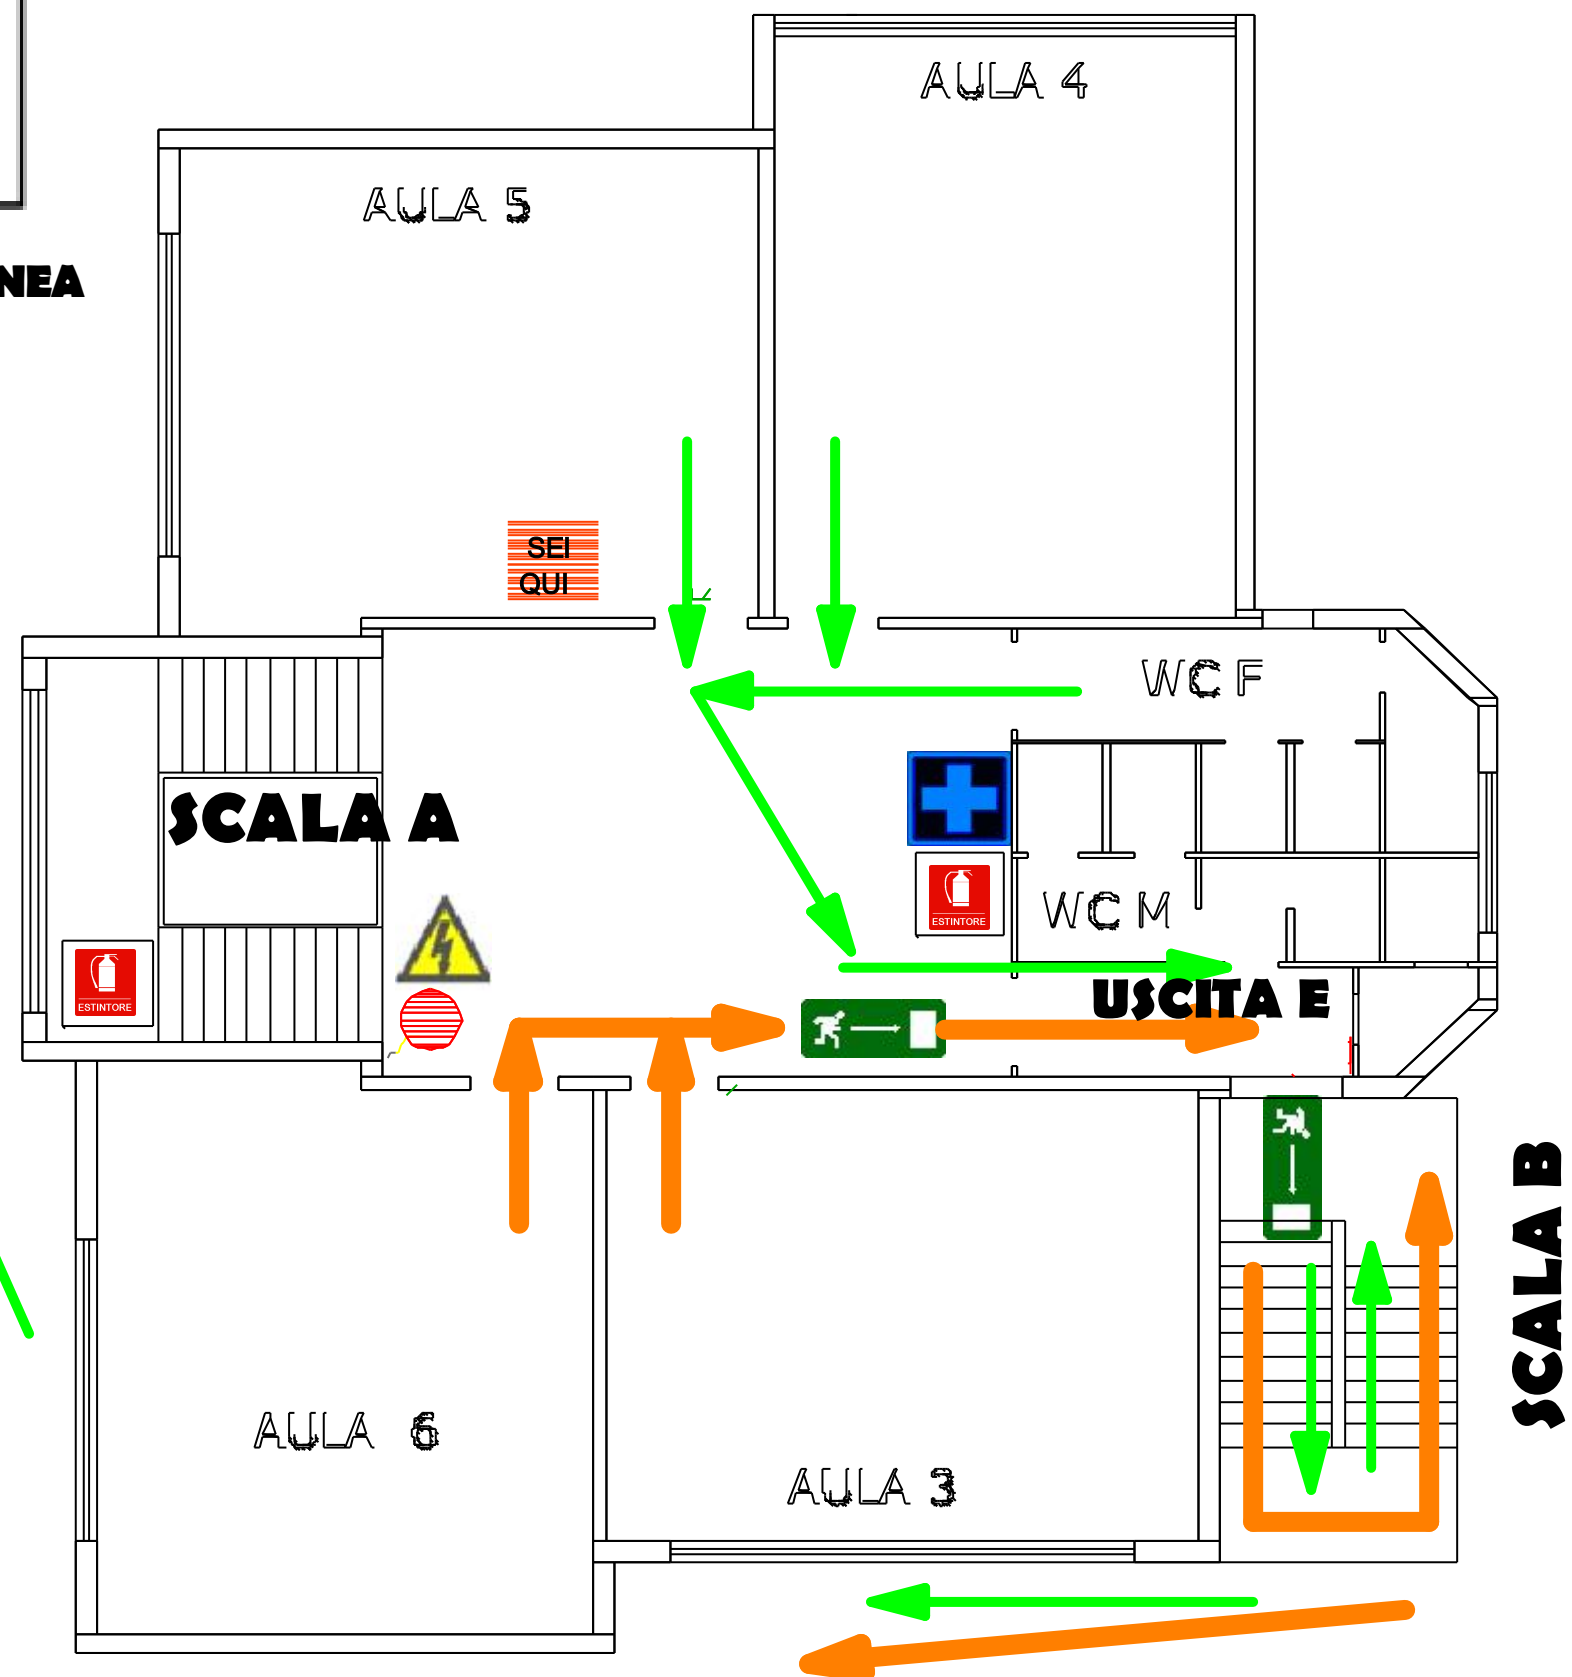 AULA 4
AULA 5
NEA
SEI
QUI
WC F
SCALA A
ESTINTORE
WC M
ESTINTORE
USCITA E
SCALA B
AULA 6
AULA 3